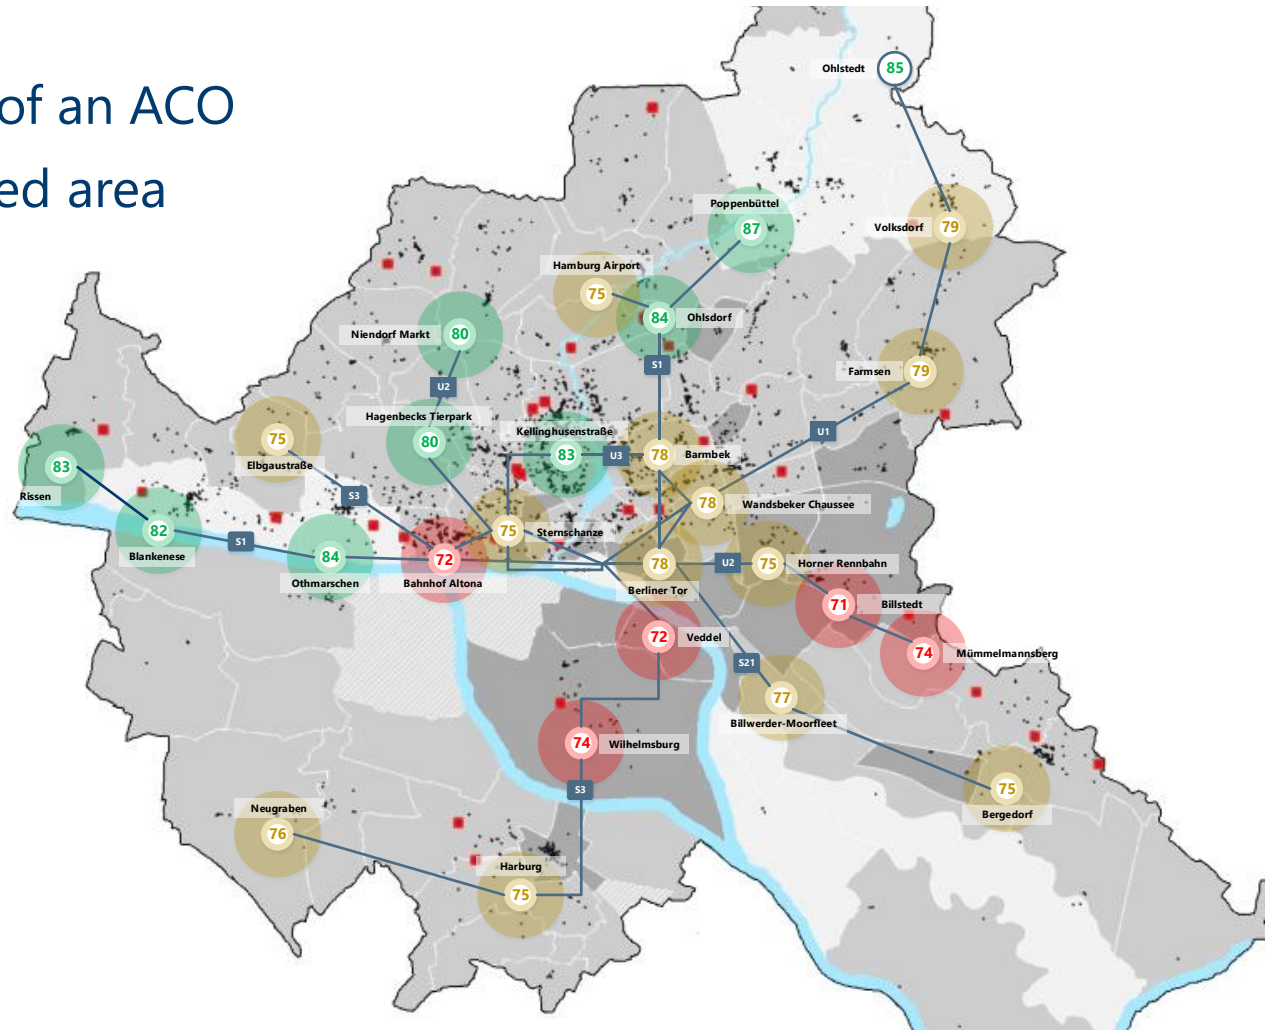 of an ACO
ed area
Ohlstedt 85
Poppenbüttel
87
Volksdorf 79
Hamburg Airport
75
84 Ohlsdorf
Niendorf Markt 80
S1
Farmsen 79
U2
Hagenbecks Tierpark
80
Kellinghusenstraße
83
U3
78 Barmbek
U1
75
Elbgaustraße
83
Rissen
S3
78 Wandsbeker Chaussee
82
Blankenese
S1
75 Sternschanze
84
Othmarschen
72
Bahnhof Altona
78
Berliner Tor
U2
75 Horner Rennbahn
71 Billstedt
72 Veddel
74 Mümmelmannsberg
S21
77
Billwerder-Moorfleet
74 Wilhelmsburg
S3
75
Bergedorf
Neugraben
76
Harburg
75